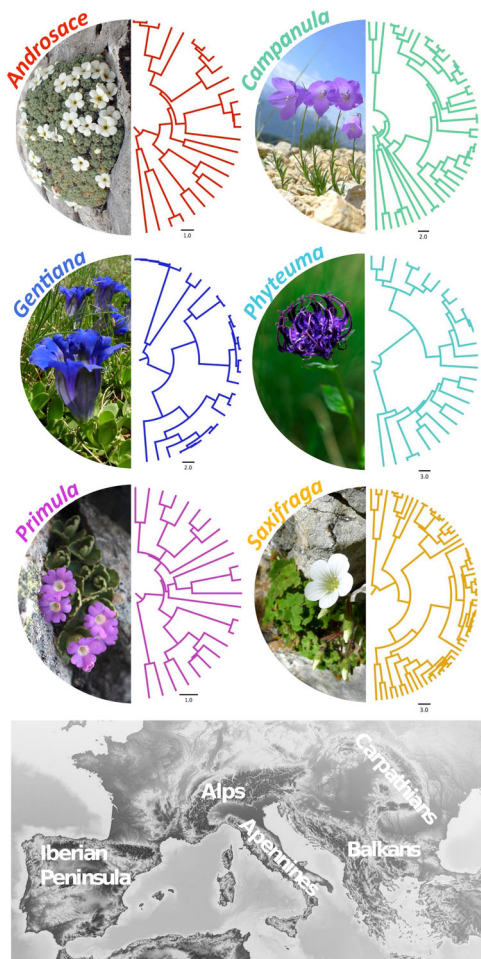 Androsace
Campanula
1.0
2.0
Gentiana
Phyteuma
2.0
3.0
Primula
Saxifraga
1.0
3.0
Carpathians
Alps
Apennines
Iberian
Peninsula
Balkans